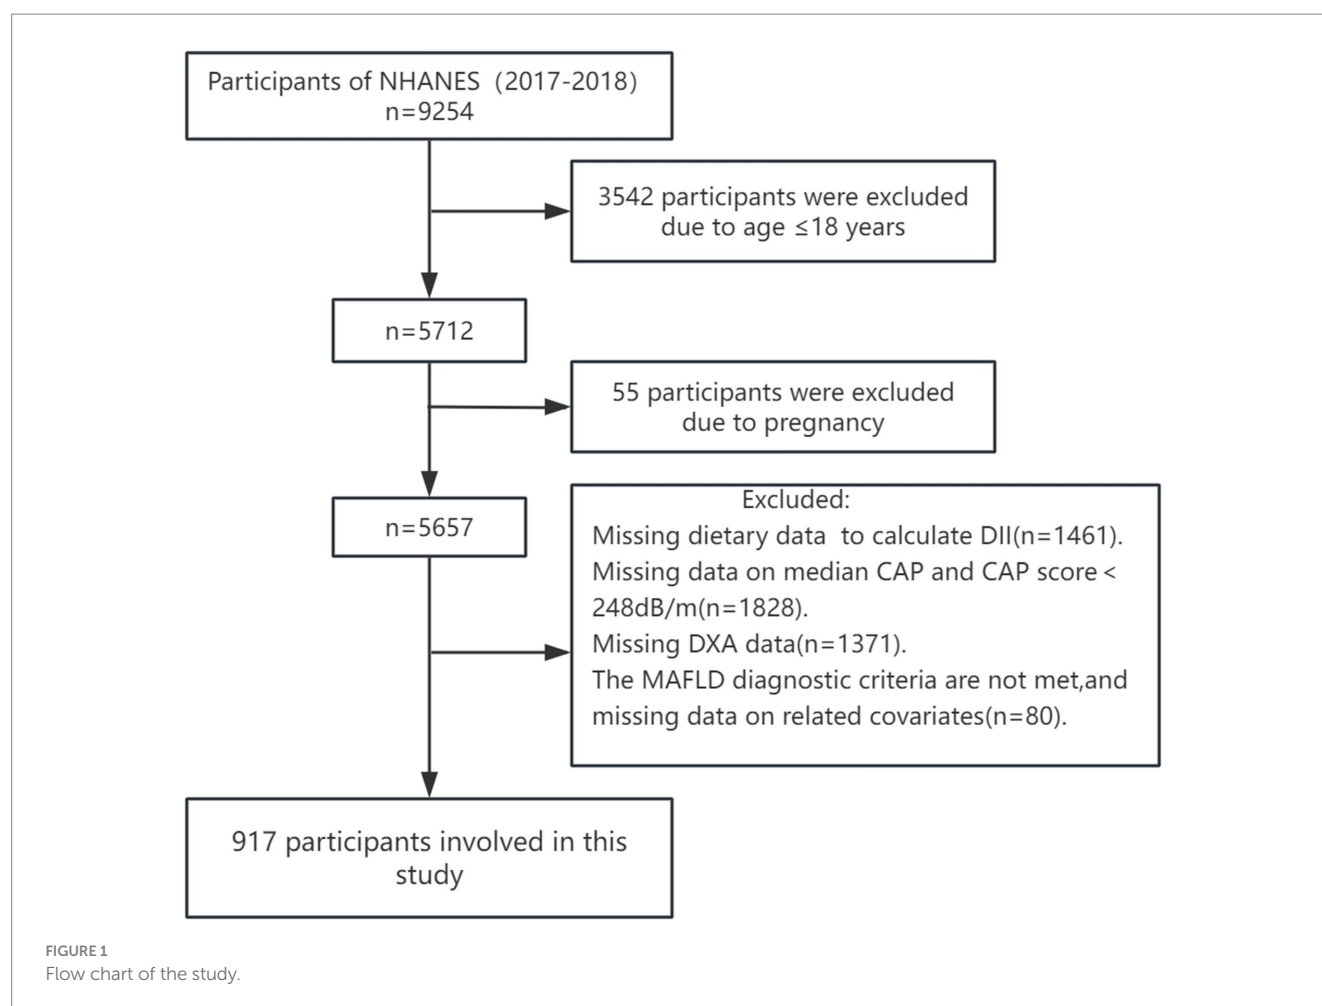 Participants of NHANES (2017-2018)
n=9254
3542 participants were excluded
due to age ≤18 years
n=5712
55 participants were excluded
due to pregnancy
n=5657
Excluded:
Missing dietary data to calculate DII(n=1461).
Missing data on median CAP and CAP score <
248dB/m(n=1828).
Missing DXA data(n=1371).
The MAFLD diagnostic criteria are not met,and
missing data on related covariates(n=80).
917 participants involved in this
study
FIGURE 1
Flow chart of the study.